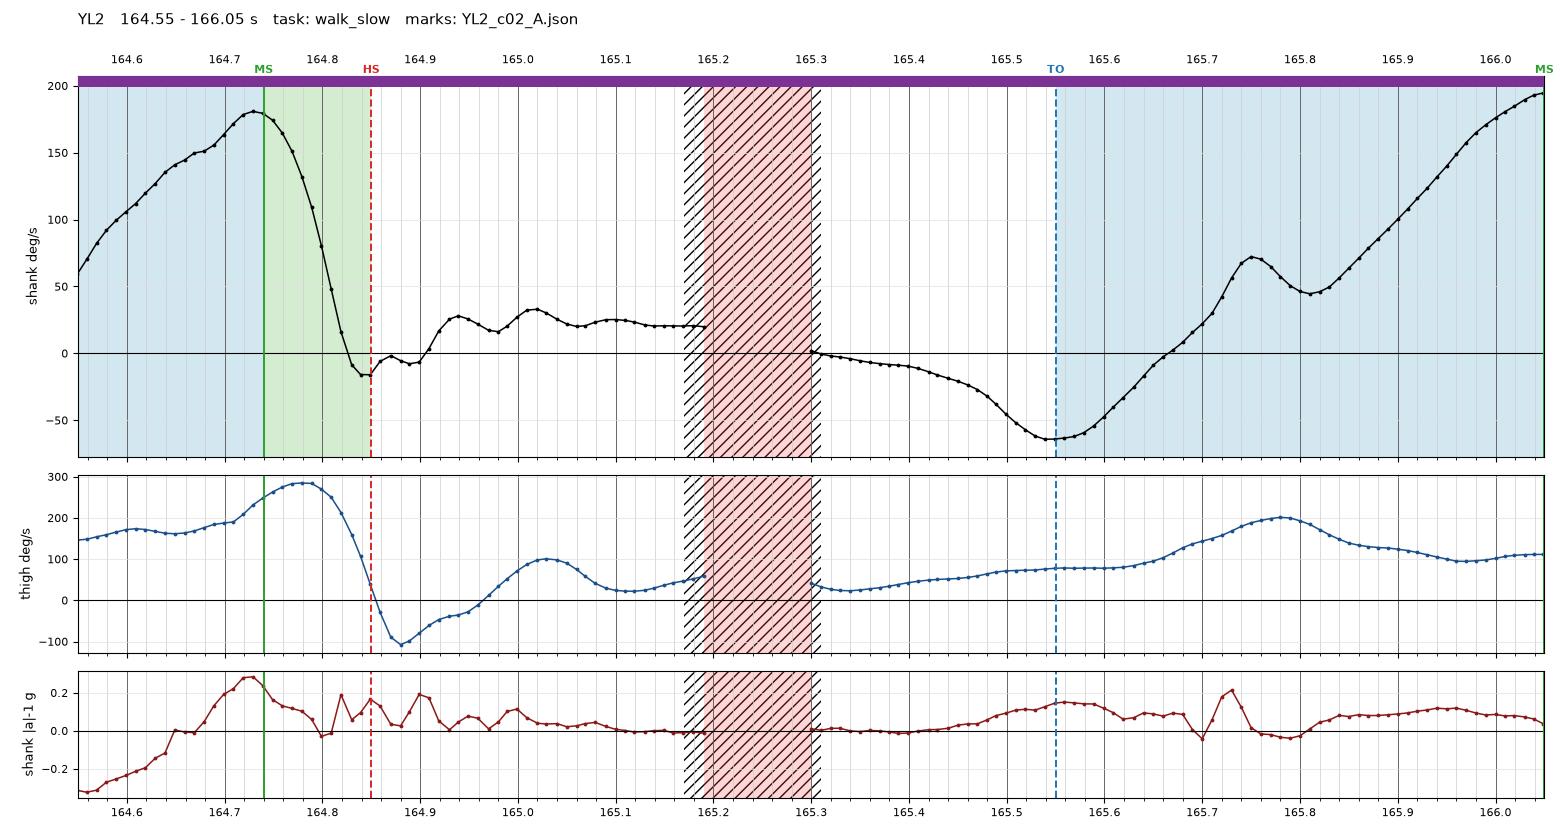 YL2 164.55 - 166.05 s task: walk_slow marks: YL2_c02_A.json
164.6 164.7 164.8 164.9 165.0 165.1 165.2 165.3 165.4 165.5 165.6 165.7 165.8 165.9 166.0
MS HS TO MS
shank deg/s
200
150
100
50
0
−50
thigh deg/s
300
200
100
0
−100
shank |a|-1 g
0.2
0.0
−0.2
164.6 164.7 164.8 164.9 165.0 165.1 165.2 165.3 165.4 165.5 165.6 165.7 165.8 165.9 166.0